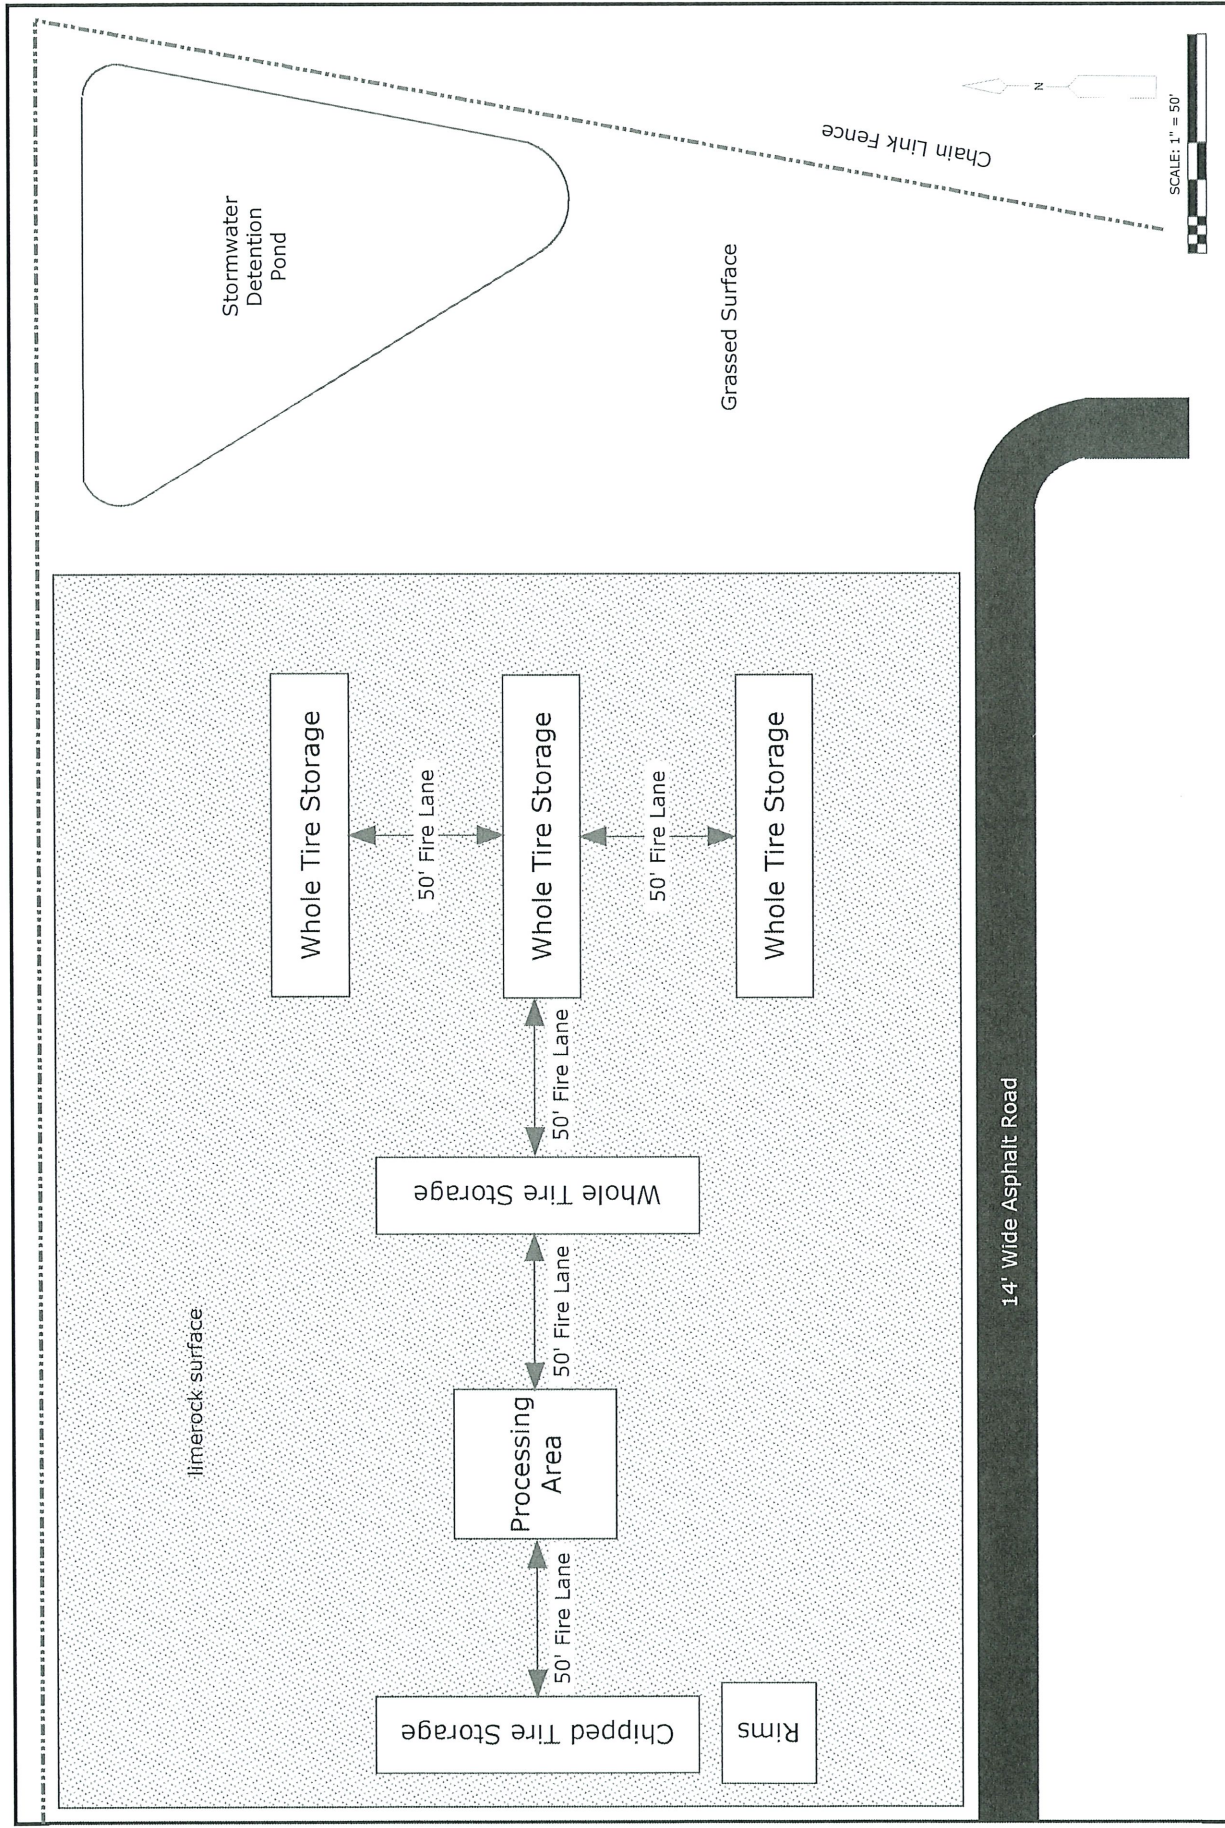 Stormwater
Detention
Pond
Chain Link Fence
N
SCALE: 1" = 50'
Grassed Surface
Whole Tire Storage
50' Fire Lane
Whole Tire Storage
50' Fire Lane
Whole Tire Storage
50' Fire Lane
Whole Tire Storage
50' Fire Lane
limerock surface
Processing
Area
50' Fire Lane
Chipped Tire Storage
Rims
14' Wide Asphalt Road